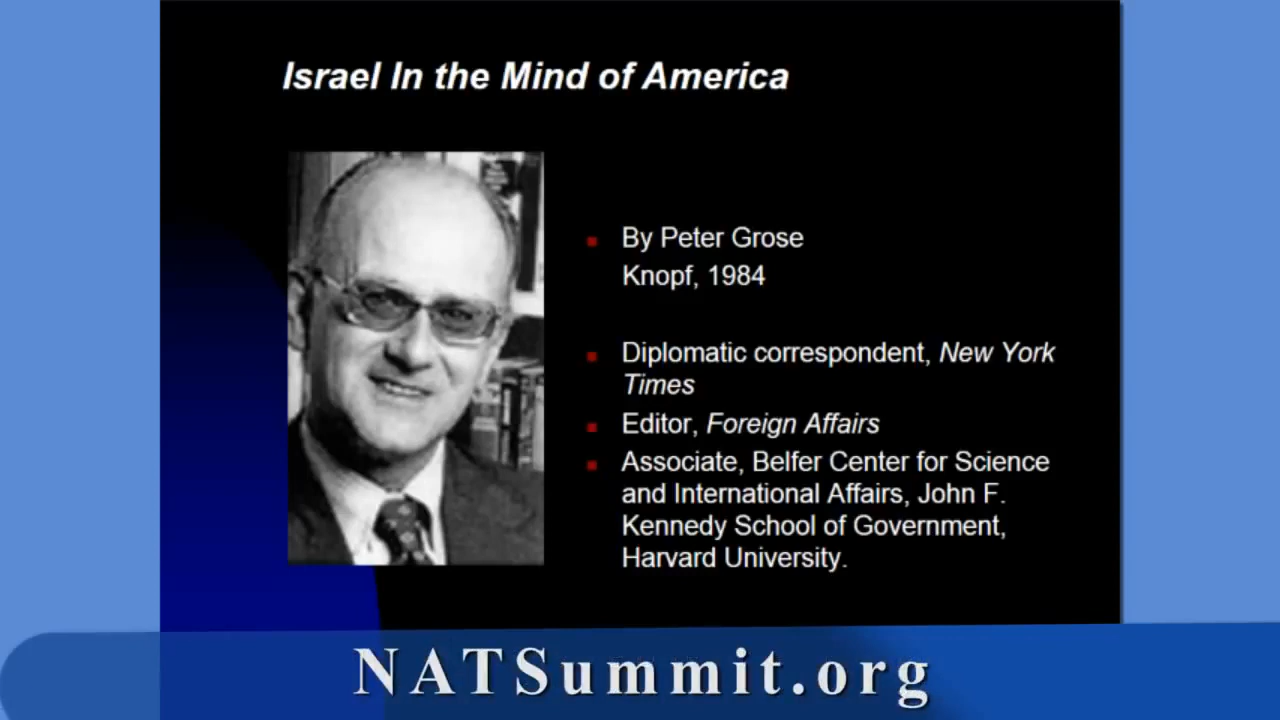 Israel In the Mind of America
By Peter Grose
Knopf, 1984
Diplomatic correspondent, New York
Times
Editor, Foreign Affairs
Associate, Belfer Center for Science
and International Affairs, John F.
Kennedy School of Government,
Harvard University.
NATSummit.org